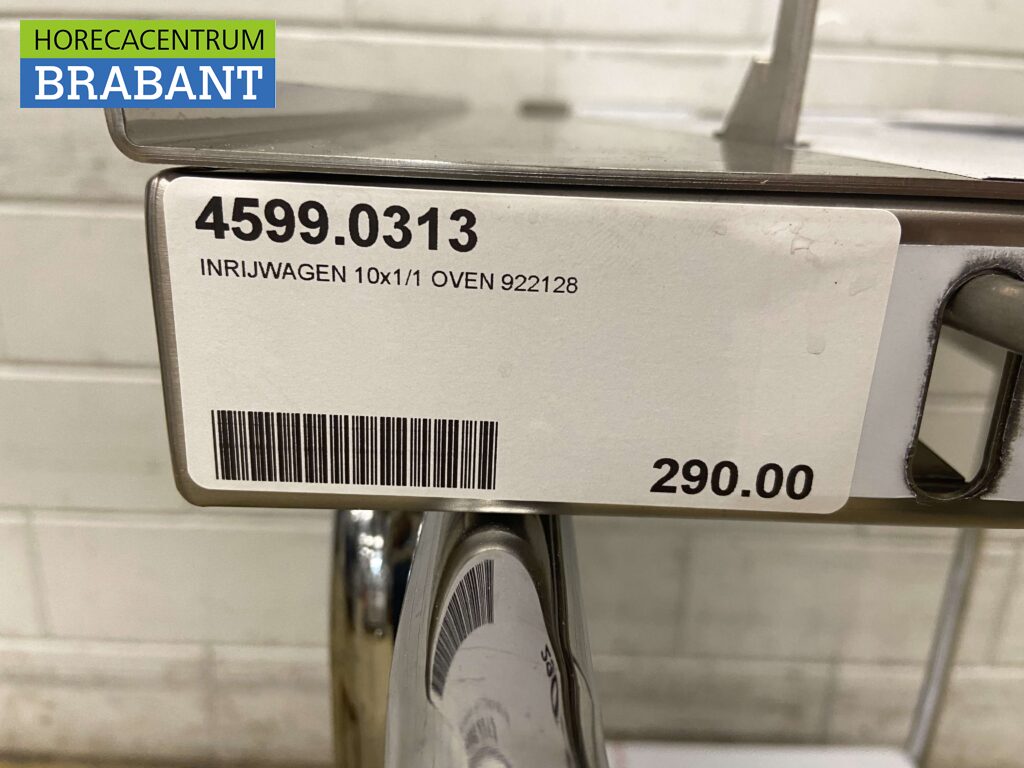 HORECACENTRUM
BRABANT
4599.0313
INRIJWAGEN 10x1/1 OVEN 922128
290.00